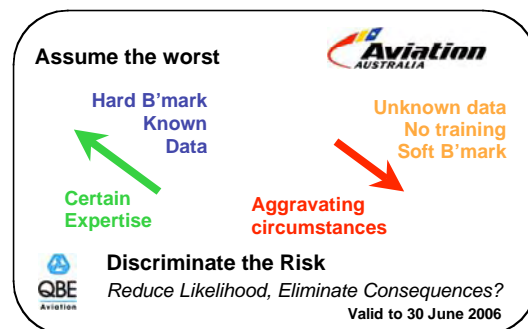 Assume the worst
Aviation
AUSTRALIA
Hard B'mark
Known
Data
Unknown data
No training
Soft B'mark
Certain
Expertise
Aggravating
circumstances
QBE
Aviation
Discriminate the Risk
Reduce Likelihood, Eliminate Consequences?
Valid to 30 June 2006